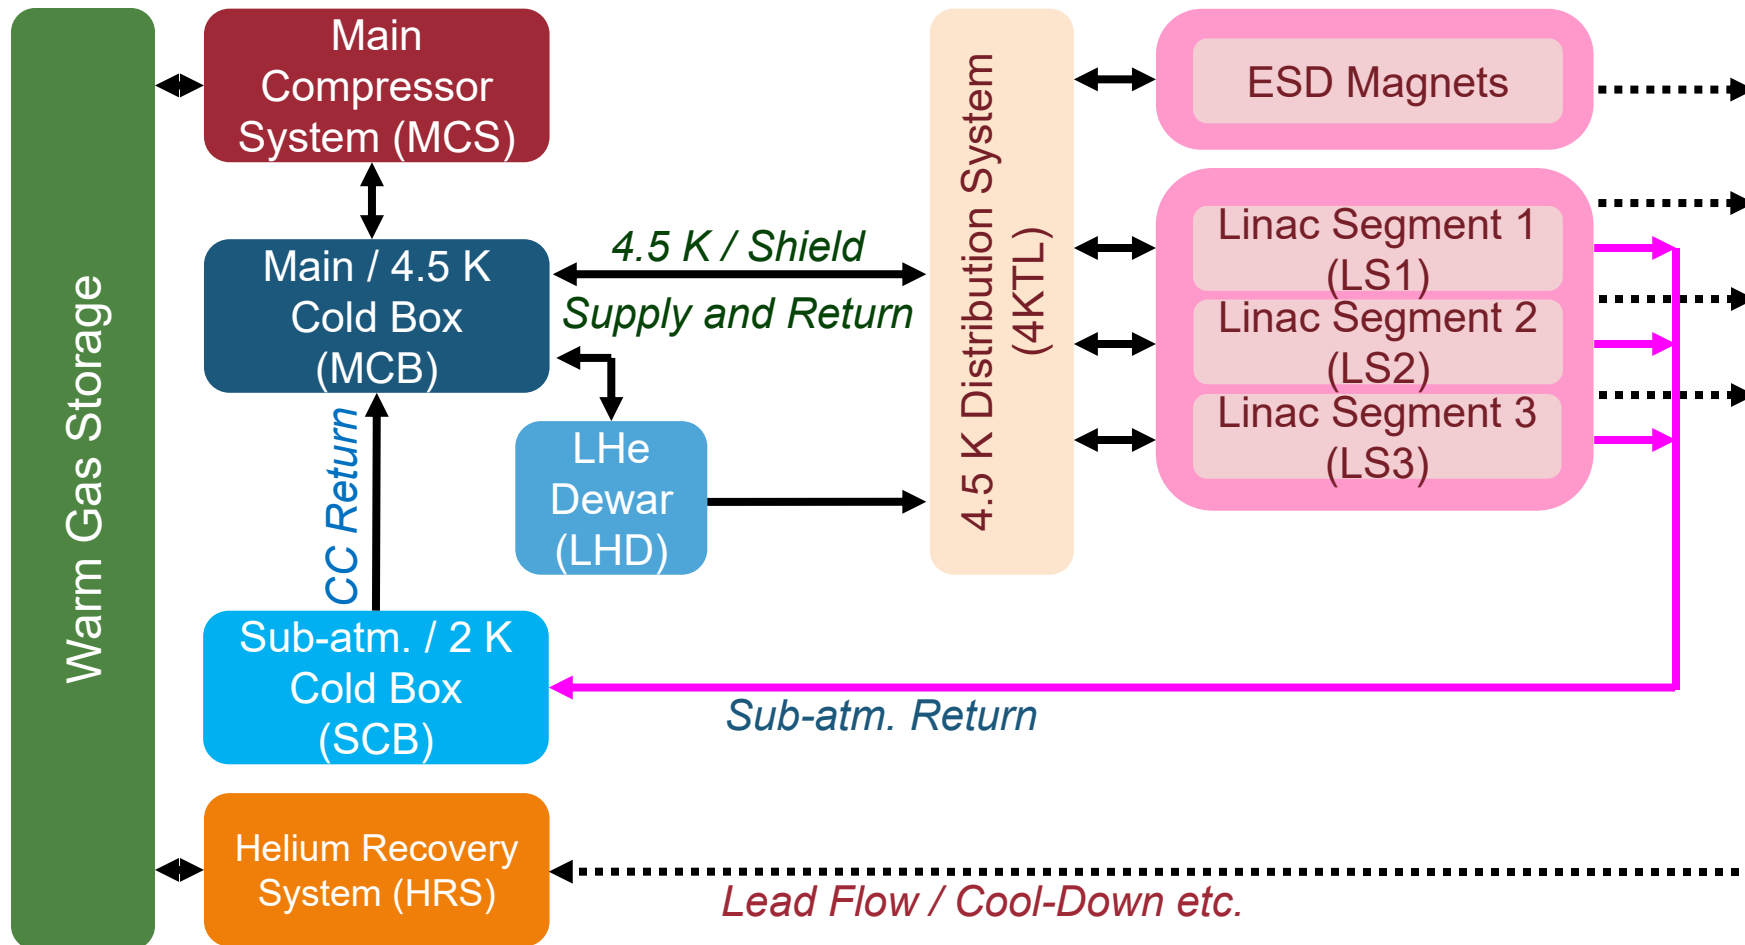 Warm Gas Storage
Main
Compressor
System (MCS)
Main / 4.5 K
Cold Box
(MCB)
4.5 K / Shield
Supply and Return
LHe
Dewar
(LHD)
CC Return
Sub-atm. / 2 K
Cold Box
(SCB)
Sub-atm. Return
Helium Recovery
System (HRS)
Lead Flow / Cool-Down etc.
4.5 K Distribution System
(4KTL)
ESD Magnets
Linac Segment 1
(LS1)
Linac Segment 2
(LS2)
Linac Segment 3
(LS3)